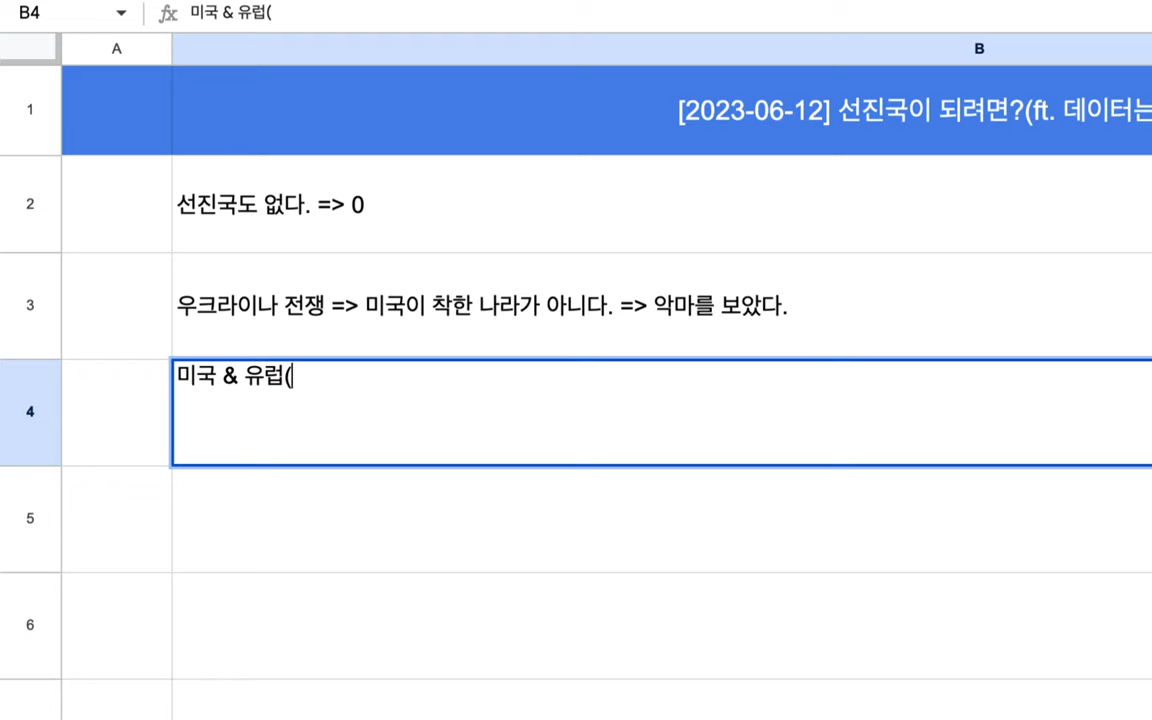 B4
fx 미국 & 유럽(
A B
1 [2023-06-12] 선진국이 되려면?(ft. 데이터는
2 선진국도 없다. => 0
3 우크라이나 전쟁 => 미국이 착한 나라가 아니다. => 악마를 보았다.
4 미국 & 유럽(
5
6